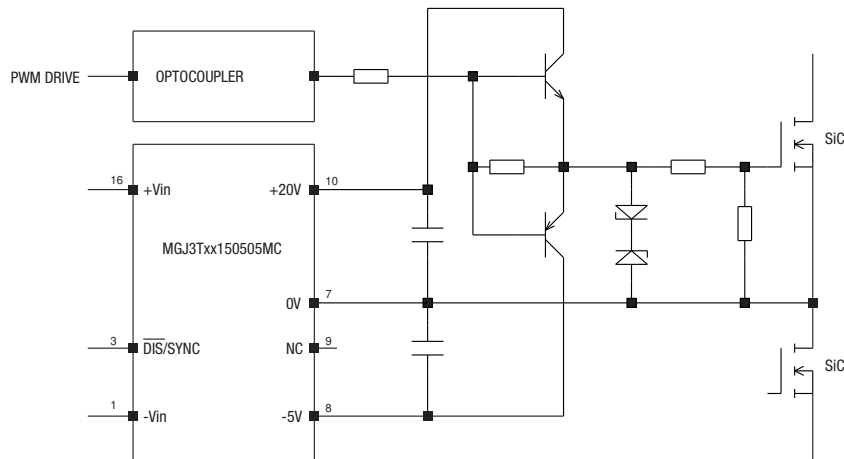 PWM DRIVE
OPTOCOUPLER
SiC
16
+Vin
+20V
10
MGJ3Txx150505MC
0V
7
3
DIS/SYNC
NC
9
1
-Vin
-5V
8
SiC